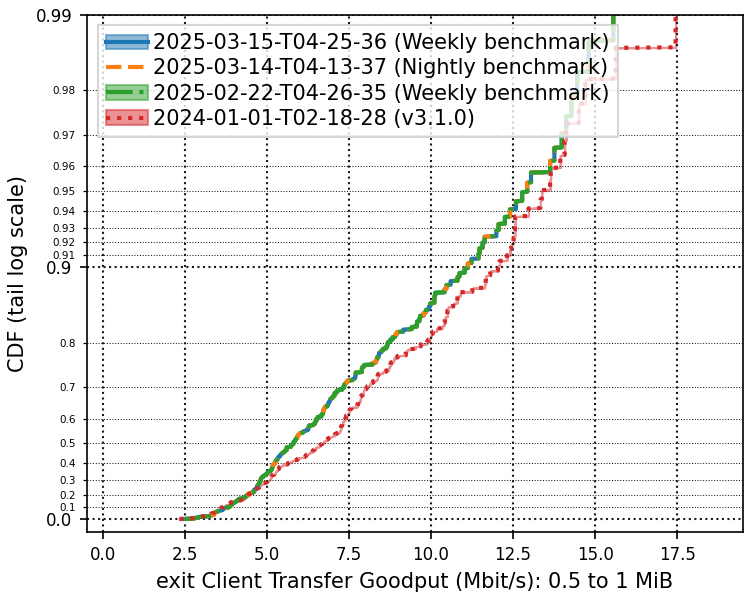 0.99
2025-03-15-T04-25-36 (Weekly benchmark)
2025-03-14-T04-13-37 (Nightly benchmark)
2025-02-22-T04-26-35 (Weekly benchmark)
2024-01-01-T02-18-28 (v3.1.0)
0.98
0.97
0.96
0.95
0.94
0.93
0.92
0.91
0.9
0.8
0.7
0.6
0.5
0.4
0.3
0.2
0.1
0.0
CDF (tail log scale)
0.0 2.5 5.0 7.5 10.0 12.5 15.0 17.5
exit Client Transfer Goodput (Mbit/s): 0.5 to 1 MiB